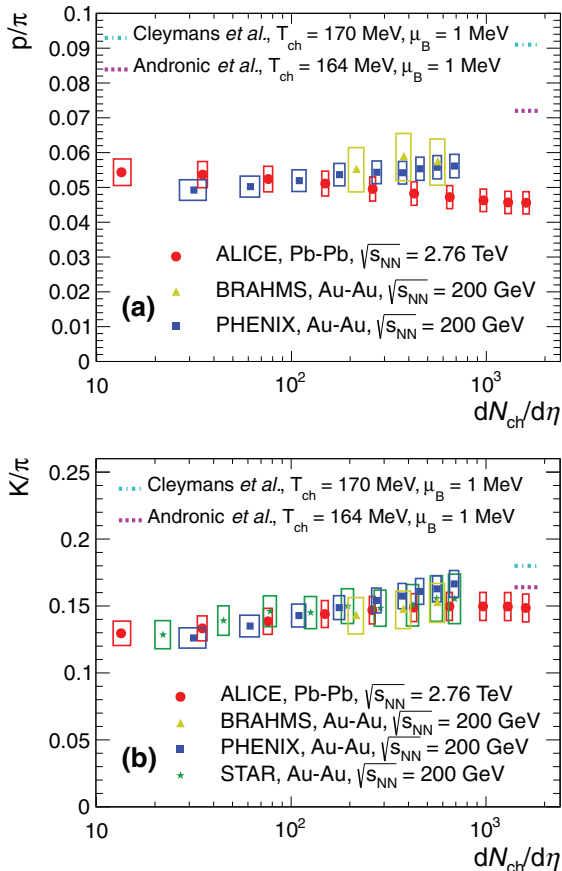 p/π
0.1
0.09
0.08
0.07
0.06
0.05
0.04
0.03
0.02
0.01
0
Cleymans et al., T_ch = 170 MeV, μ_B = 1 MeV
Andronic et al., T_ch = 164 MeV, μ_B = 1 MeV
ALICE, Pb-Pb, √s_NN = 2.76 TeV
BRAHMS, Au-Au, √s_NN = 200 GeV
PHENIX, Au-Au, √s_NN = 200 GeV
(a)
10 10² 10³
dN_ch/dη
K/π
0.25
0.2
0.15
0.1
0.05
0
Cleymans et al., T_ch = 170 MeV, μ_B = 1 MeV
Andronic et al., T_ch = 164 MeV, μ_B = 1 MeV
ALICE, Pb-Pb, √s_NN = 2.76 TeV
BRAHMS, Au-Au, √s_NN = 200 GeV
PHENIX, Au-Au, √s_NN = 200 GeV
STAR, Au-Au, √s_NN = 200 GeV
(b)
10 10² 10³
dN_ch/dη